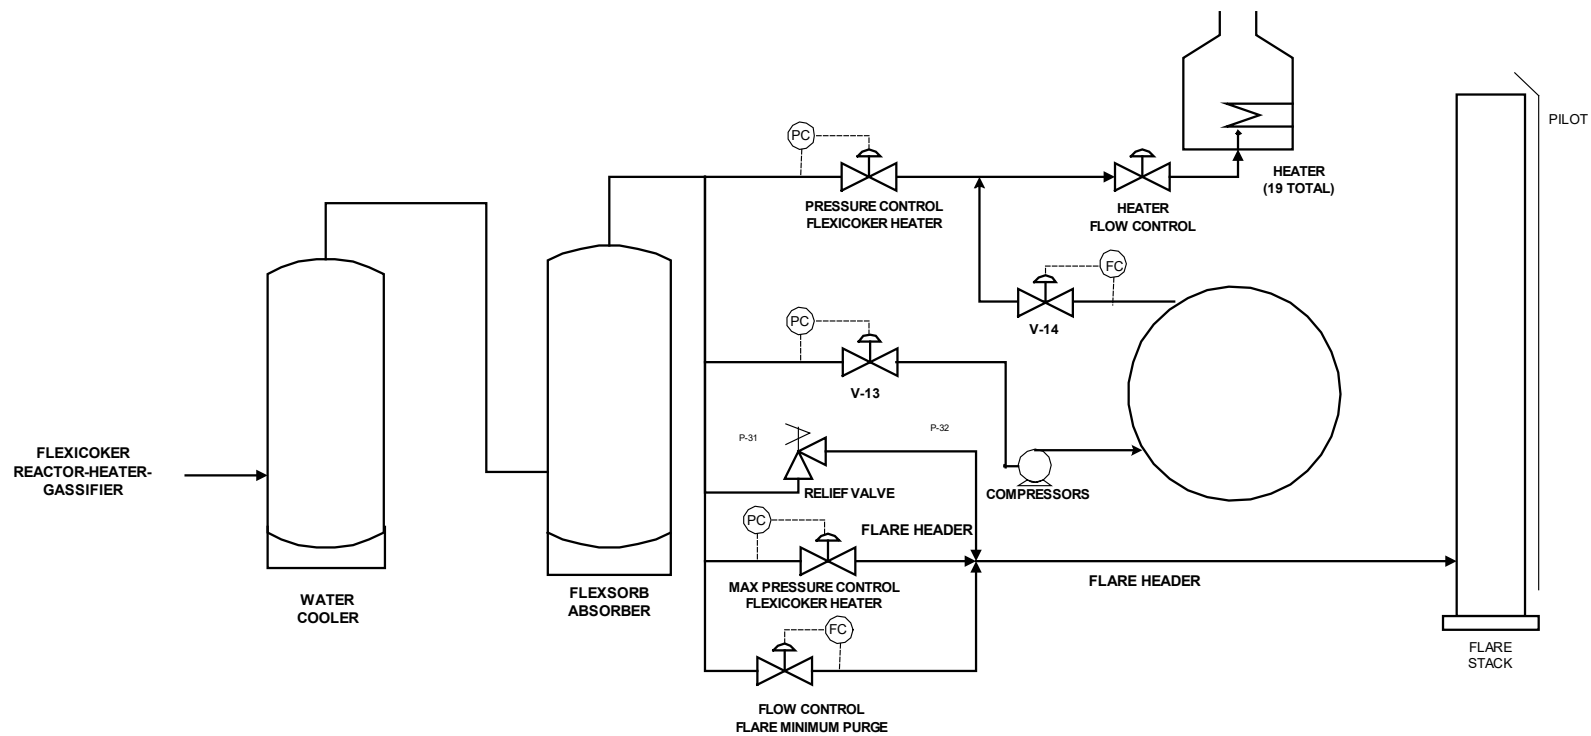 PILOT
PC
HEATER
(19 TOTAL)
PRESSURE CONTROL
FLEXICOKER HEATER
HEATER
FLOW CONTROL
FC
V-14
PC
V-13
FLEXICOKER
REACTOR-HEATER-
GASSIFIER
P-31
P-32
RELIEF VALVE
COMPRESSORS
PC
FLARE HEADER
MAX PRESSURE CONTROL
FLEXICOKER HEATER
FLARE HEADER
WATER
COOLER
FLEXSORB
ABSORBER
FC
FLARE
STACK
FLOW CONTROL
FLARE MINIMUM PURGE